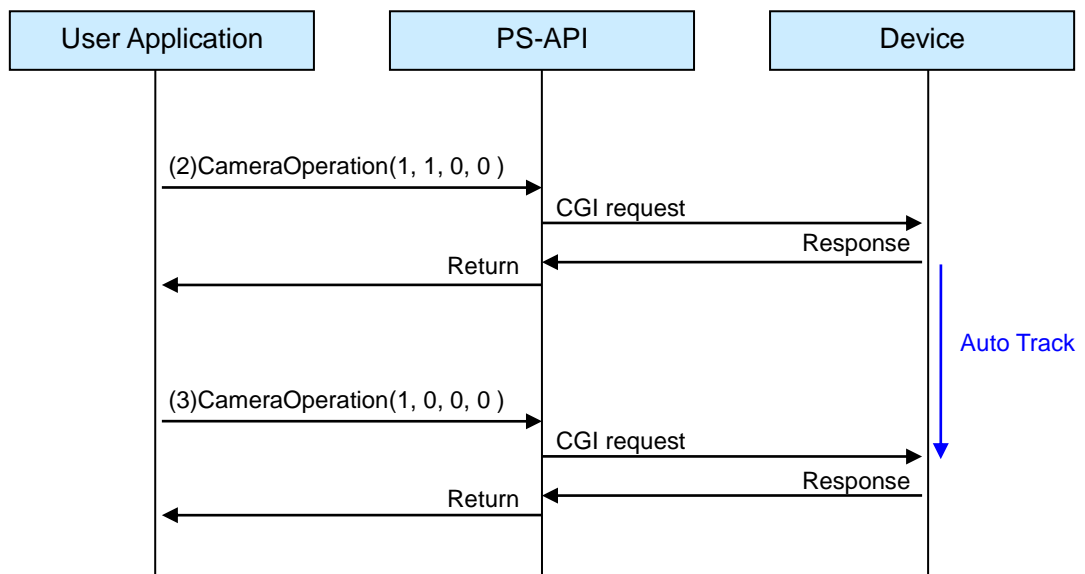 User Application
PS-API
Device
(2)CameraOperation(1, 1, 0, 0 )
CGI request
Response
Return
Auto Track
(3)CameraOperation(1, 0, 0, 0 )
CGI request
Response
Return